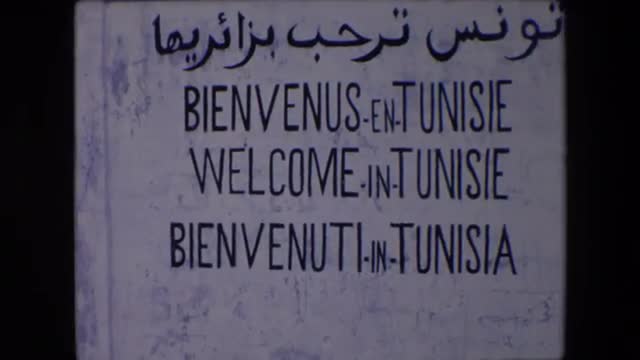 تونس ترحب بزائريها
BIENVENUS-EN-TUNISIE
WELCOME-IN-TUNISIE
BIENVENUTI-IN-TUNISIA